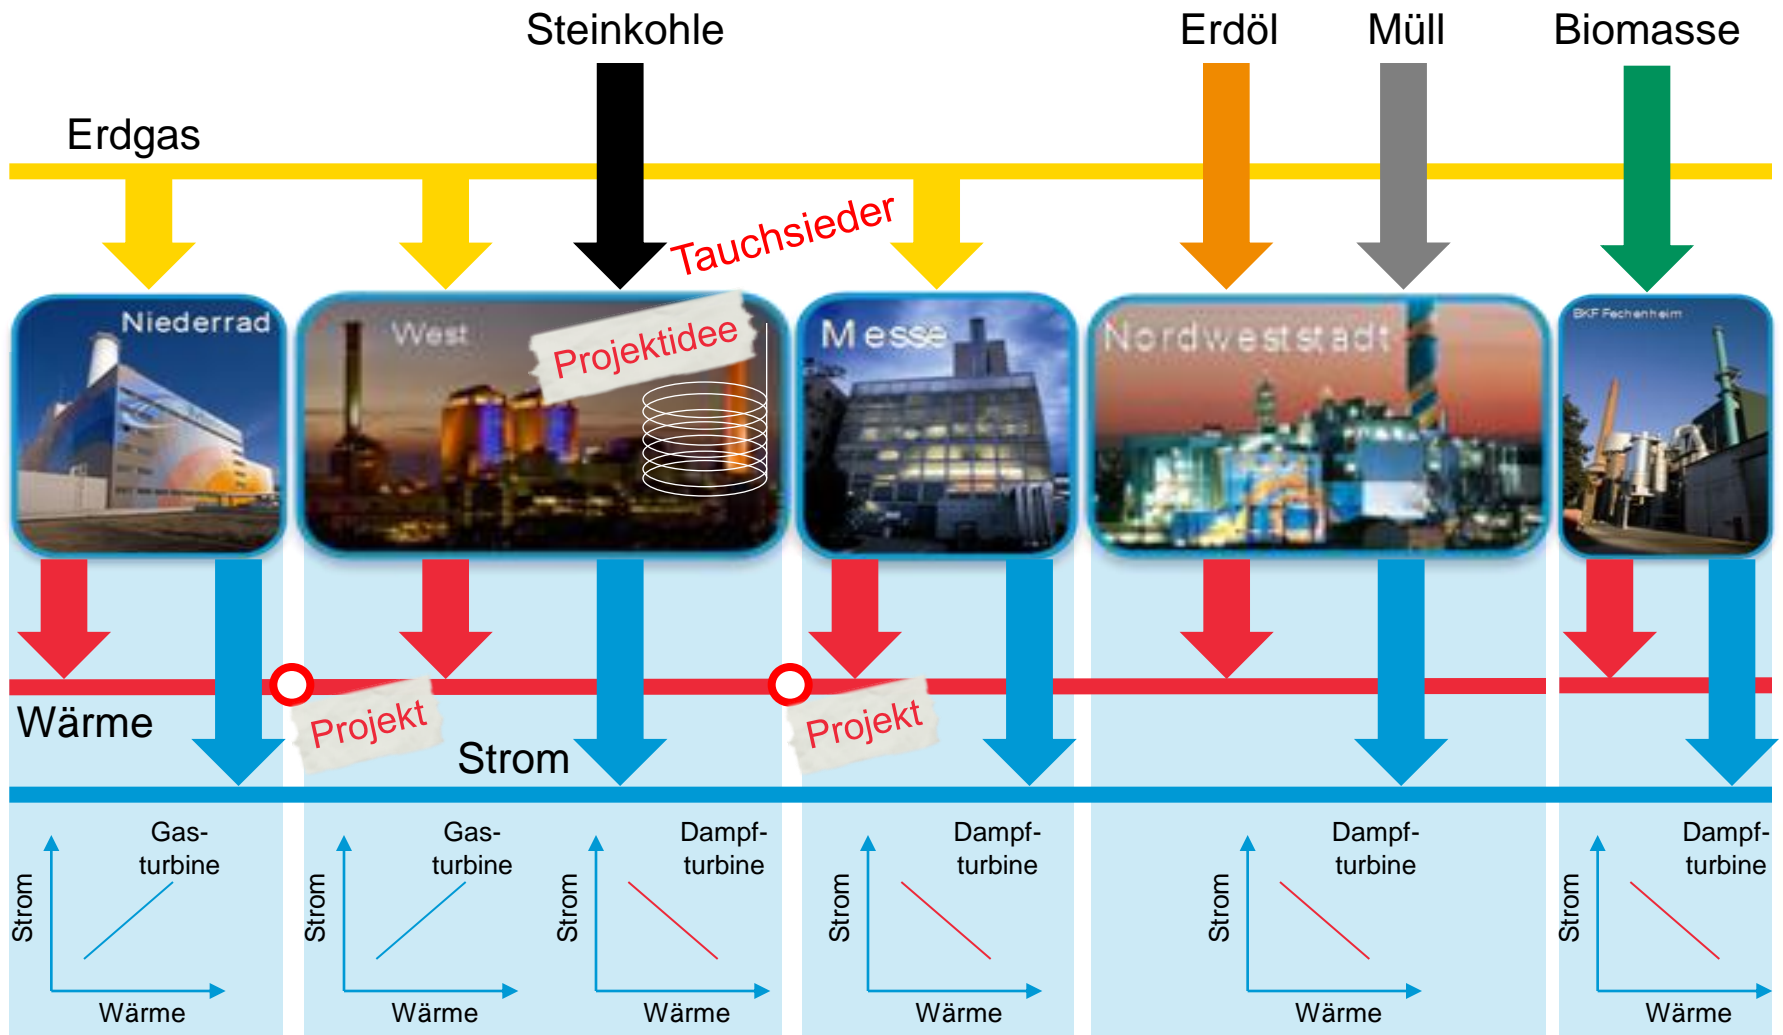 Steinkohle
Erdöl
Müll
Biomasse
Erdgas
Tauchsieder
Niederrad
West
Projektidee
Messe
Nordweststadt
BKF Fechenheim
Wärme
Projekt
Projekt
Strom
Gas-
turbine
Strom
Wärme
Gas-
turbine
Strom
Wärme
Dampf-
turbine
Strom
Wärme
Dampf-
turbine
Strom
Wärme
Dampf-
turbine
Strom
Wärme
Dampf-
turbine
Strom
Wärme